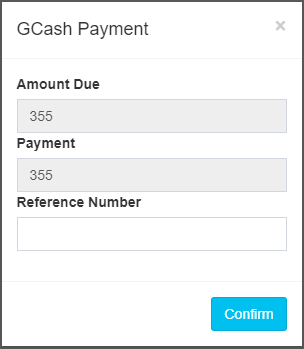 GCash Payment ×
Amount Due
355
Payment
355
Reference Number
Confirm